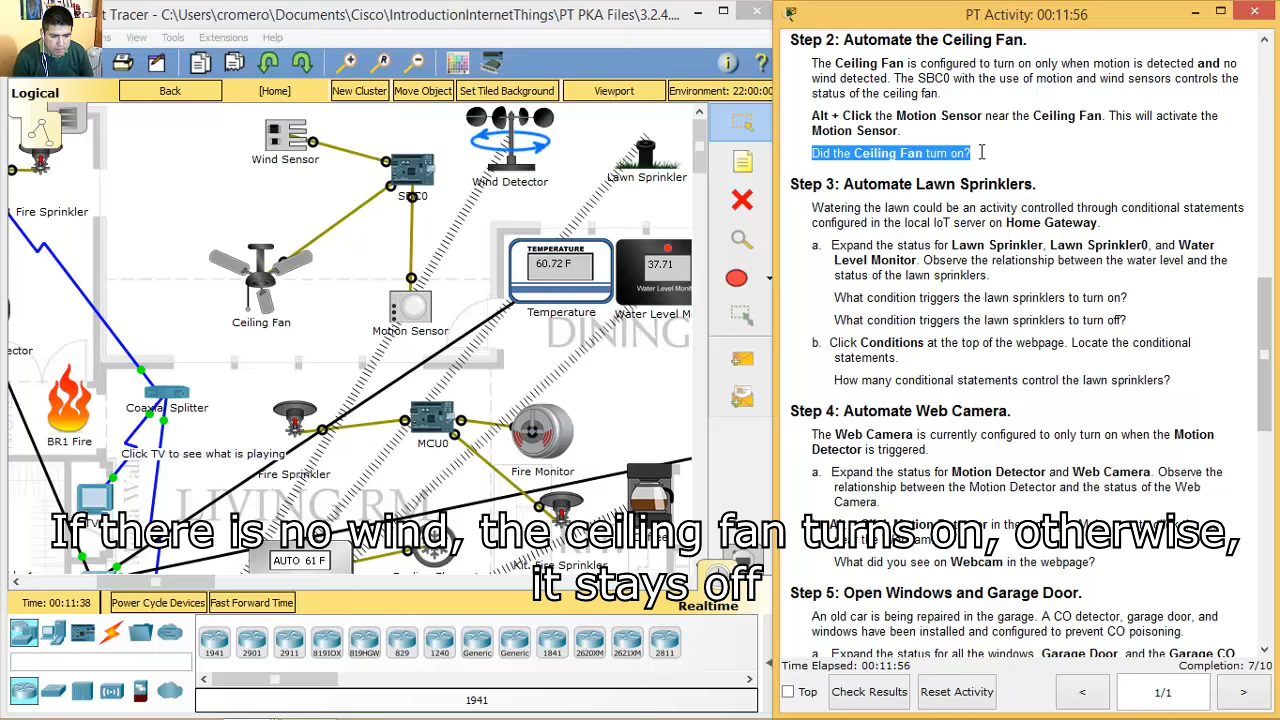 t Tracer - C:\Users\cromero\Documents\Cisco\IntroductionInternetThings\PT PKA Files\3.2.4....
View Tools Extensions Help
Logical
Back
[Home]
New Cluster
Move Object
Set Tiled Background
Viewport
Environment: 22:00:00
Wind Sensor
SBC0
Wind Detector
Lawn Sprinkler
Fire Sprinkler
TEMPERATURE
60.72 F
37.71
Water Level Mon
Ceiling Fan
Motion Sensor
Temperature
Water Level M
DINING
ector
Coaxial Splitter
BR1 Fire
MCU0
Click TV to see what is playing
Fire Sprinkler
Fire Monitor
LIVING RM
TV
AUTO 61 F
Kit. Fire Sprinkler
If there is no wind, the ceiling fan turns on, otherwise,
it stays off
Time: 00:11:38
Power Cycle Devices
Fast Forward Time
Realtime
1941
2901
2911
819IOX
819HGW
829
1240
Generic
Generic
1841
2620XM
2621XM
2811
1941
PT Activity: 00:11:56
Step 2: Automate the Ceiling Fan.
The Ceiling Fan is configured to turn on only when motion is detected and no
wind detected. The SBC0 with the use of motion and wind sensors controls the
status of the ceiling fan.
Alt + Click the Motion Sensor near the Ceiling Fan. This will activate the
Motion Sensor.
Did the Ceiling Fan turn on?
Step 3: Automate Lawn Sprinklers.
Watering the lawn could be an activity controlled through conditional statements
configured in the local IoT server on Home Gateway.
a. Expand the status for Lawn Sprinkler, Lawn Sprinkler0, and Water
Level Monitor. Observe the relationship between the water level and the
status of the lawn sprinklers.
What condition triggers the lawn sprinklers to turn on?
What condition triggers the lawn sprinklers to turn off?
b. Click Conditions at the top of the webpage. Locate the conditional
statements.
How many conditional statements control the lawn sprinklers?
Step 4: Automate Web Camera.
The Web Camera is currently configured to only turn on when the Motion
Detector is triggered.
a. Expand the status for Motion Detector and Web Camera. Observe the
relationship between the Motion Detector and the status of the Web
Camera.
What did you see on Webcam in the webpage?
Step 5: Open Windows and Garage Door.
An old car is being repaired in the garage. A CO detector, garage door, and
windows have been installed and configured to prevent CO poisoning.
a. Expand the status for all the windows, Garage Door, and the Garage CO
Time Elapsed: 00:11:56
Completion: 7/10
Top
Check Results
Reset Activity
<
1/1
>